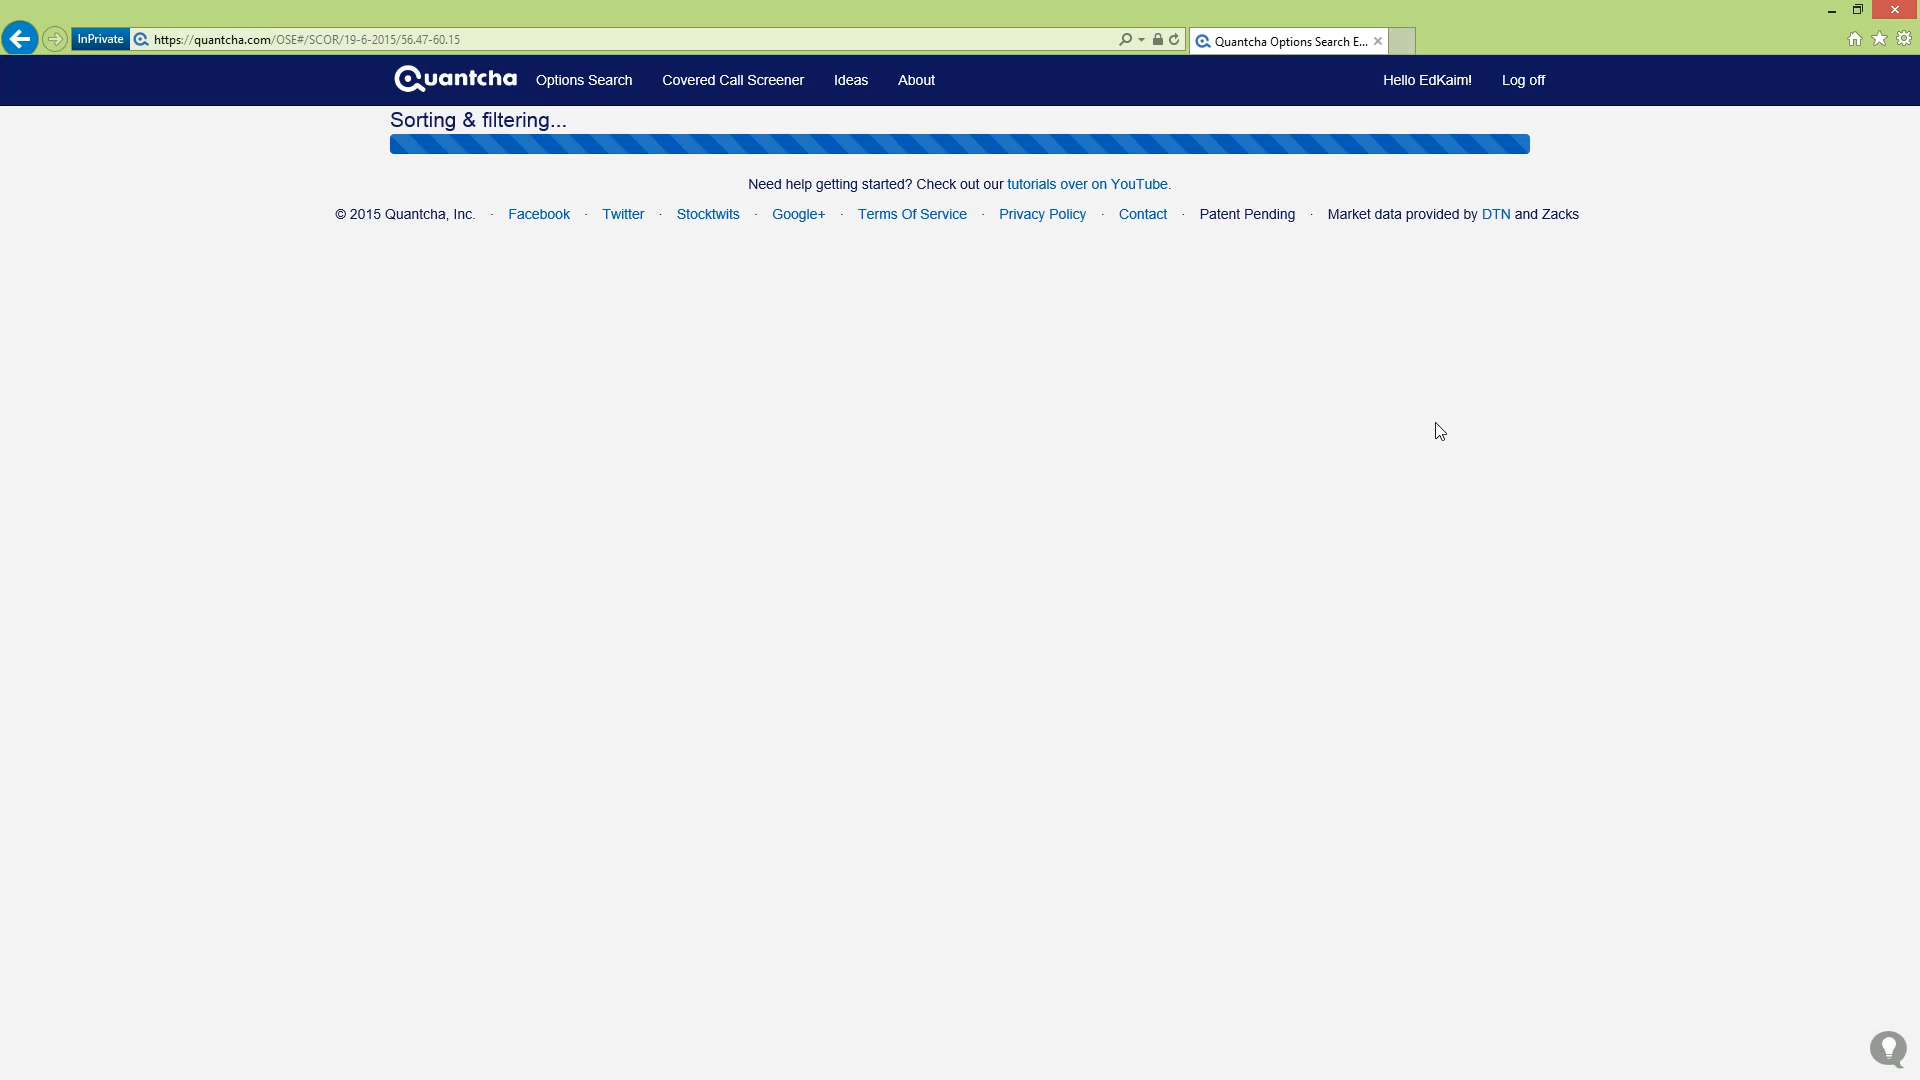 InPrivate https://quantcha.com/OSE#/SCOR/19-6-2015/56.47-60.15 Quantcha Options Search E...
Quantcha Options Search Covered Call Screener Ideas About Hello EdKaim! Log off
Sorting & filtering...
Need help getting started? Check out our tutorials over on YouTube.
© 2015 Quantcha, Inc. · Facebook · Twitter · Stocktwits · Google+ · Terms Of Service · Privacy Policy · Contact · Patent Pending · Market data provided by DTN and Zacks